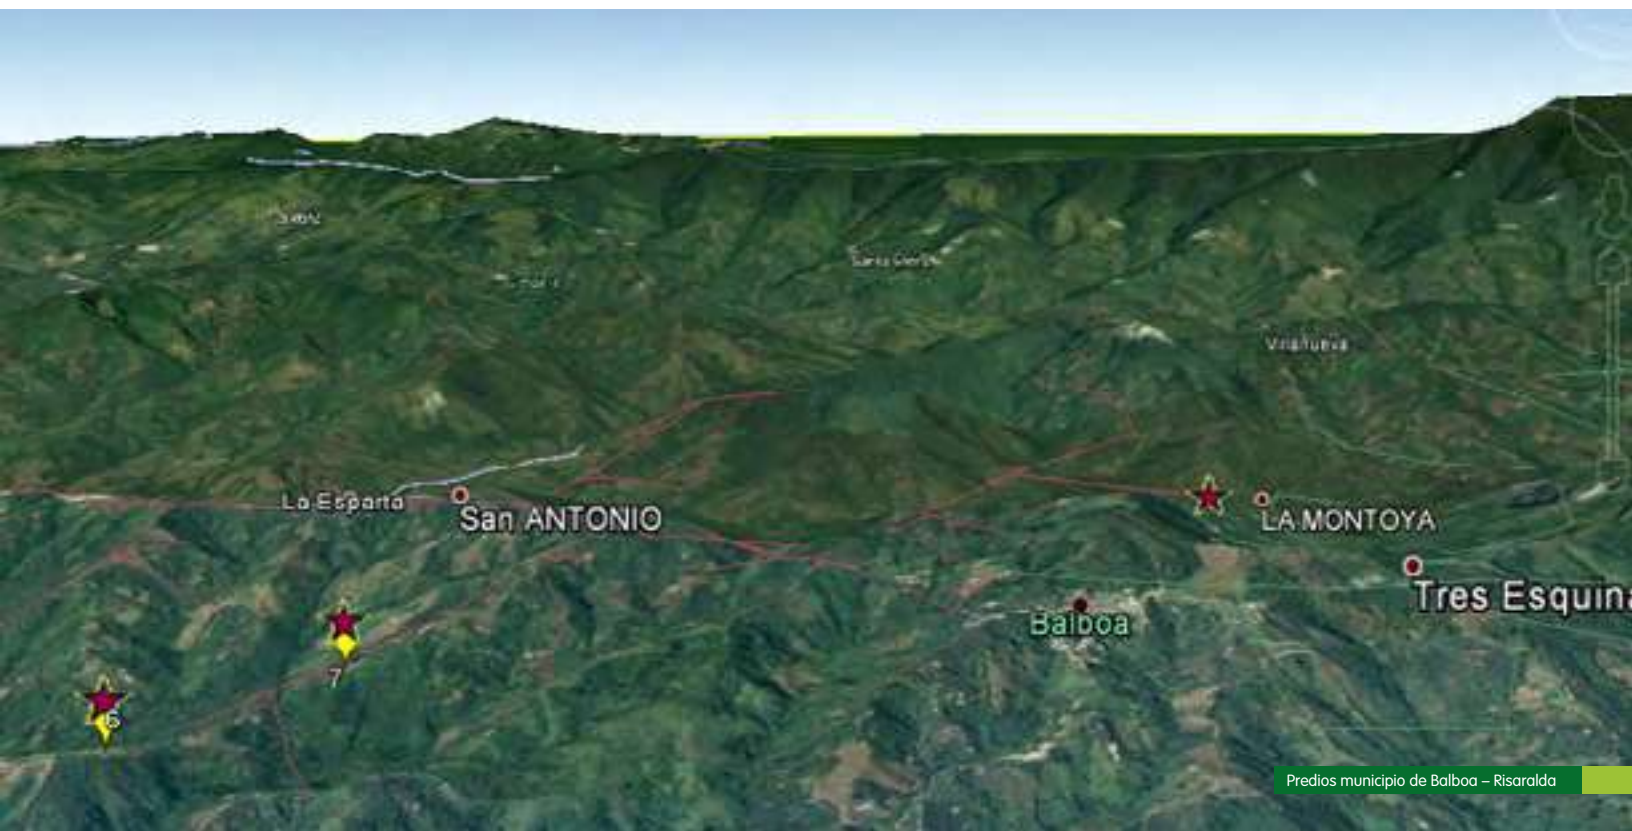 Villanueva
La Esparta
San ANTONIO
LA MONTOYA
Tres Esquina
Balboa
7
6
Predios municipio de Balboa – Risaralda